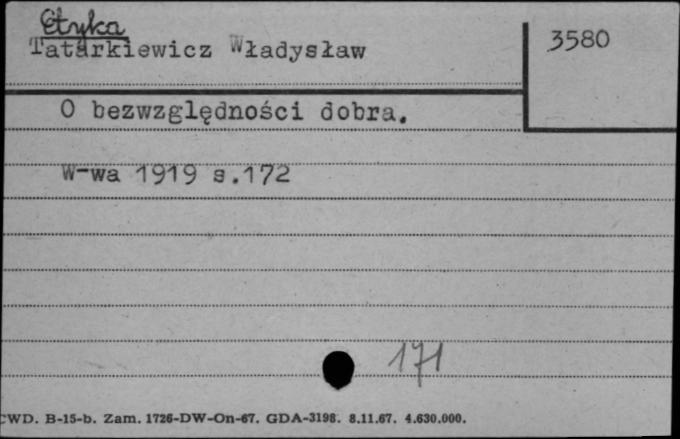 Etyka
Tatarkiewicz Władysław
3580
O bezwzględności dobra.
W-wa 1919 s.172
171
CWD. B-15-b. Zam. 1726-DW-On-67. GDA-3198. 8.11.67. 4.630.000.